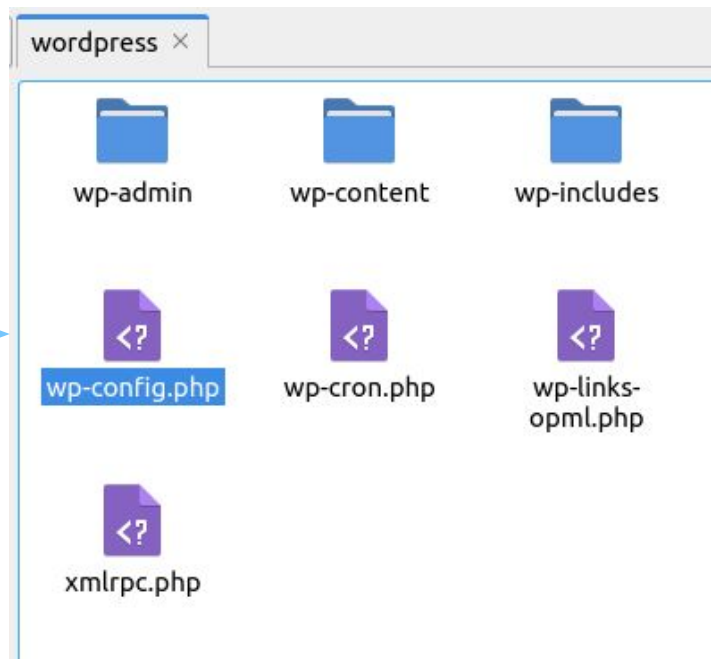 wordpress
wp-admin
wp-content
wp-includes
<?
<?
<?
wp-config.php
wp-cron.php
wp-links-
opml.php
<?
xmlrpc.php